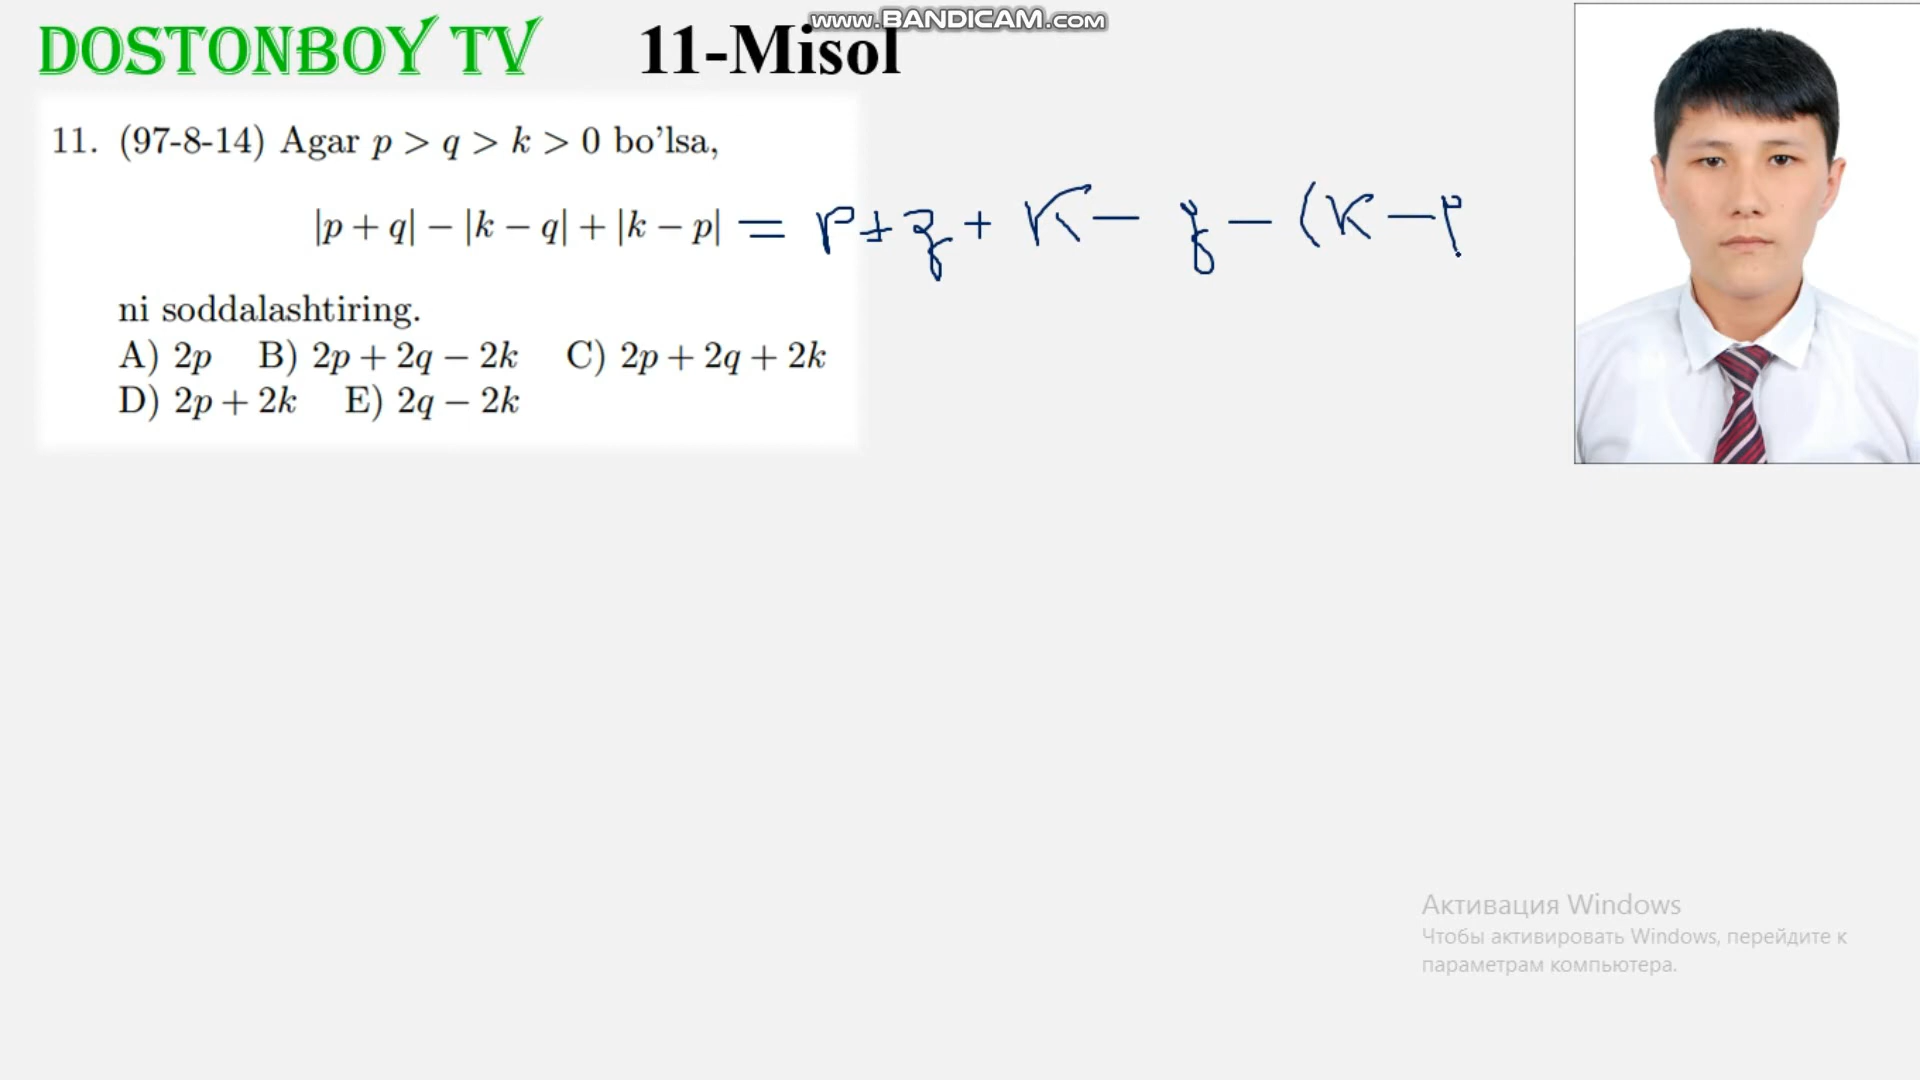 www.BANDICAM.com
DOSTONBOY TV
11-Misol
11. (97-8-14) Agar p > q > k > 0 bo’lsa,
|p + q| − |k − q| + |k − p| = p + q + k − q − (k − p
ni soddalashtiring.
A) 2p B) 2p + 2q − 2k C) 2p + 2q + 2k
D) 2p + 2k E) 2q − 2k
Активация Windows
Чтобы активировать Windows, перейдите к
параметрам компьютера.